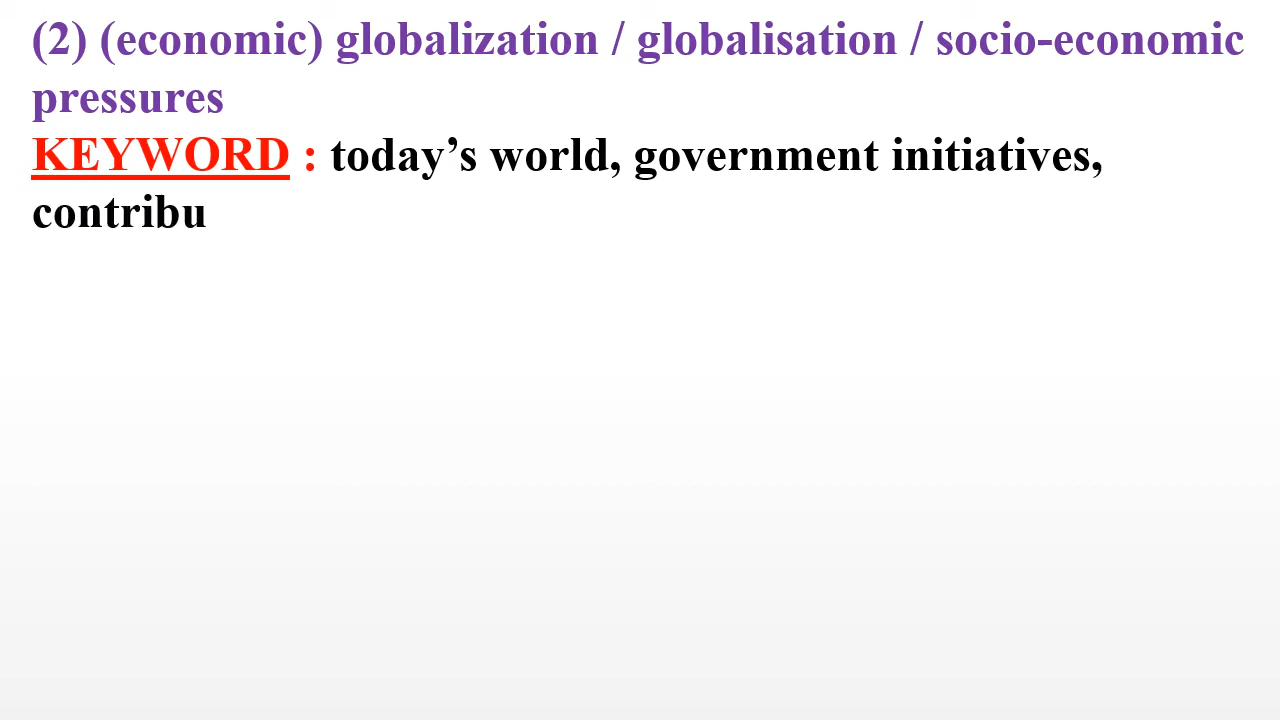 (2) (economic) globalization / globalisation / socio-economic
pressures
KEYWORD : today’s world, government initiatives,
contribu